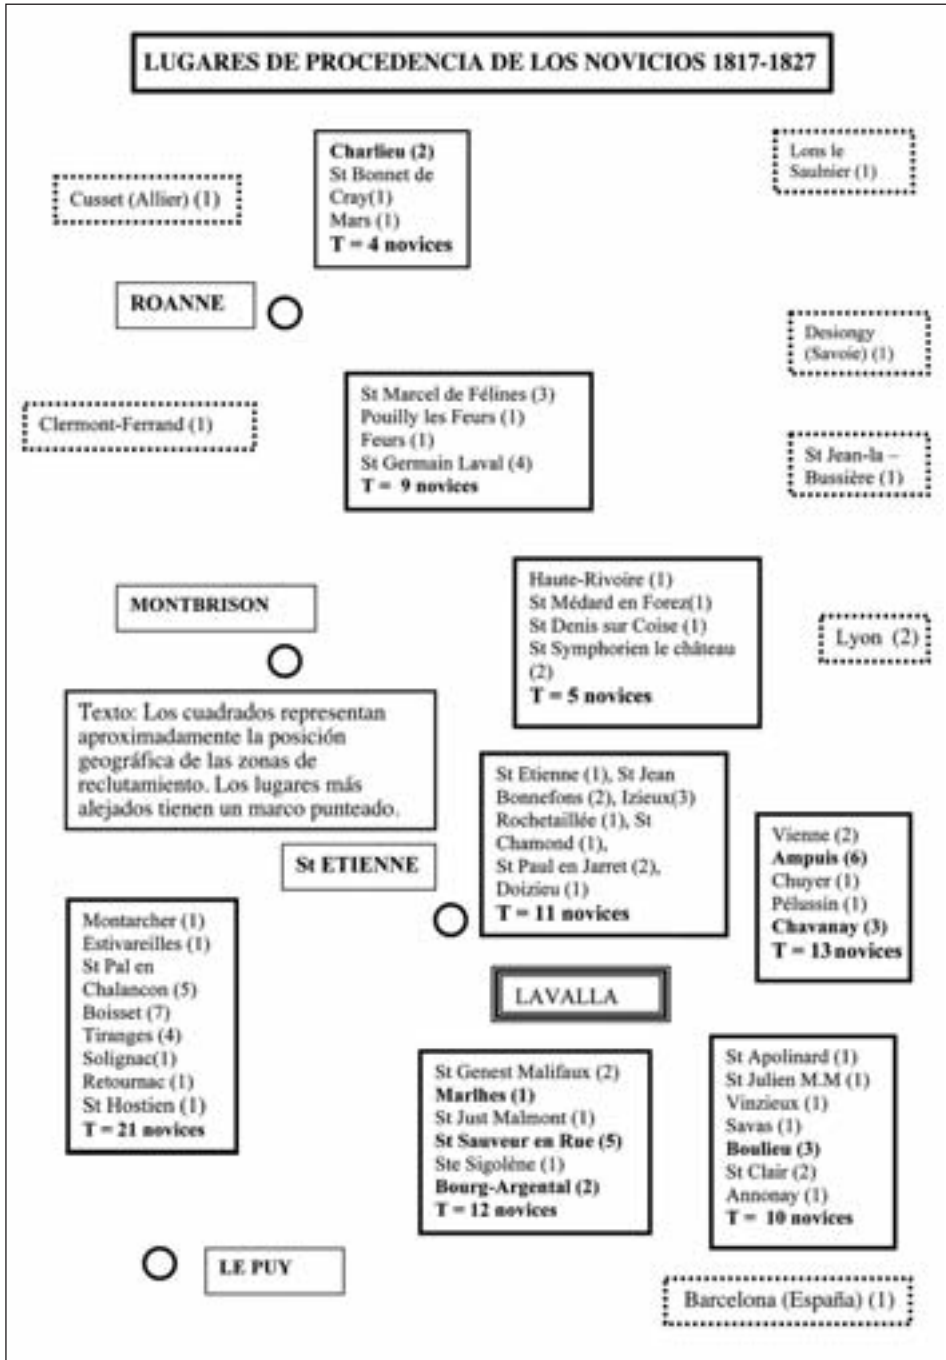 LUGARES DE PROCEDENCIA DE LOS NOVICIOS 1817-1827
Charlieu (2)
St Bonnet de
Cray(1)
Mars (1)
T = 4 novices
Lons le
Saulnier (1)
Cusset (Allier) (1)
ROANNE
Desiongy
(Savoie) (1)
St Marcel de Félines (3)
Pouilly les Feurs (1)
Feurs (1)
St Germain Laval (4)
T = 9 novices
Clermont-Ferrand (1)
St Jean-la –
Bussière (1)
Haute-Rivoire (1)
St Médard en Forez(1)
St Denis sur Coise (1)
St Symphorien le château
(2)
T = 5 novices
MONTBRISON
Lyon (2)
Texto: Los cuadrados representan
aproximadamente la posición
geográfica de las zonas de
reclutamiento. Los lugares más
alejados tienen un marco punteado.
St Etienne (1), St Jean
Bonnefons (2), Izieux(3)
Rochetaillée (1), St
Chamond (1),
St Paul en Jarret (2),
Doizieu (1)
T = 11 novices
Vienne (2)
Ampuis (6)
Chuyer (1)
Pélussin (1)
Chavanay (3)
T = 13 novices
St ETIENNE
Montarcher (1)
Estivareilles (1)
St Pal en
Chalancon (5)
Boisset (7)
Tiranges (4)
Solignac(1)
Retournac (1)
St Hostien (1)
T = 21 novices
LAVALLA
St Genest Malifaux (2)
Marlhes (1)
St Just Malmont (1)
St Sauveur en Rue (5)
Ste Sigolène (1)
Bourg-Argental (2)
T = 12 novices
St Apolinard (1)
St Julien M.M (1)
Vinzieux (1)
Savas (1)
Boulieu (3)
St Clair (2)
Annonay (1)
T = 10 novices
LE PUY
Barcelona (España) (1)